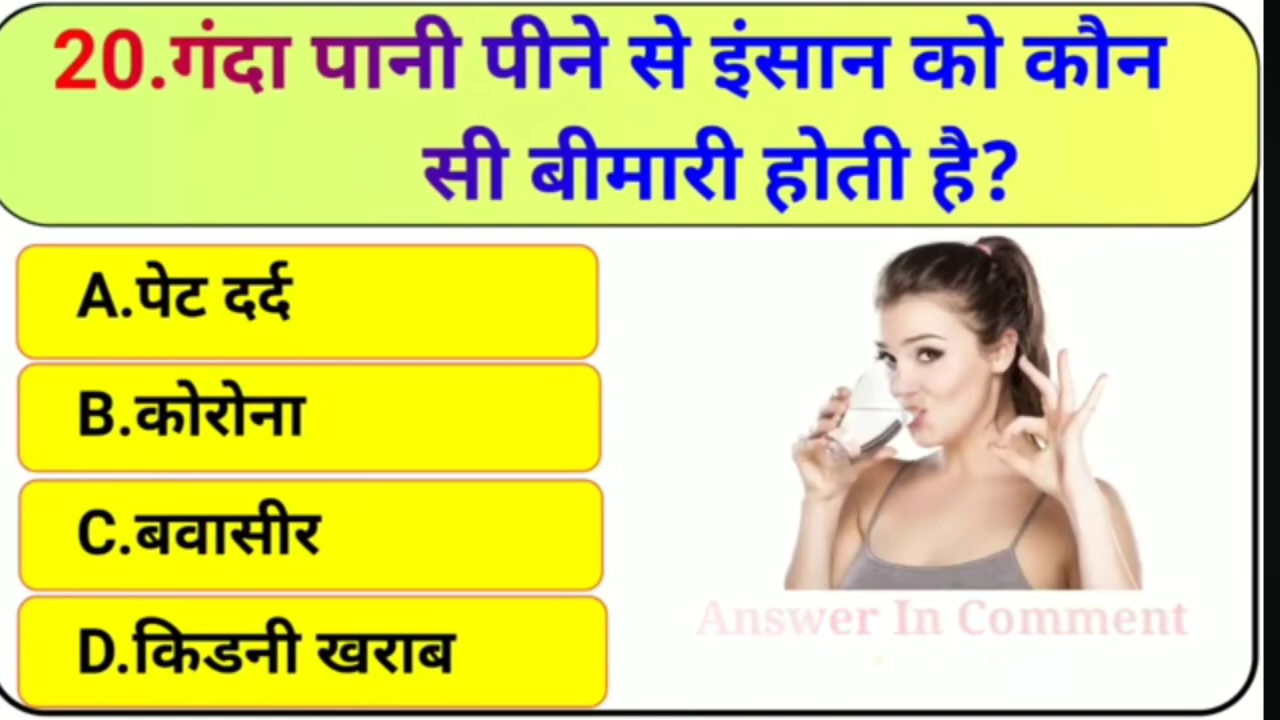 20.गंदा पानी पीने से इंसान को कौन
सी बीमारी होती है?
A.पेट दर्द
B.कोरोना
C.बवासीर
D.किडनी खराब
Answer In Comment